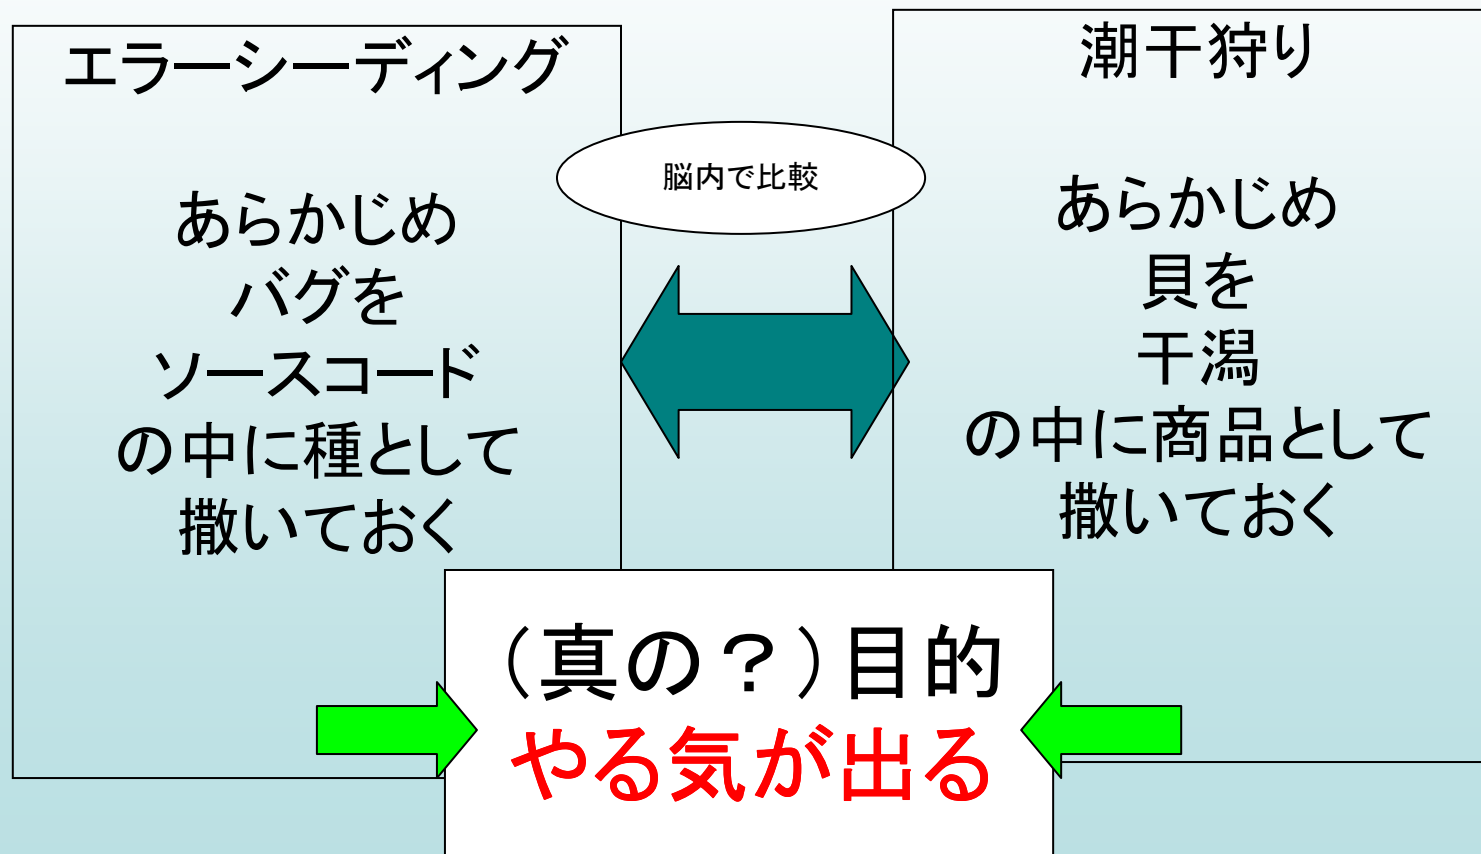 エラーシーディング
あらかじめ
バグを
ソースコード
の中に種として
撒いておく
脳内で比較
潮干狩り
あらかじめ
貝を
干潟
の中に商品として
撒いておく
（真の？）目的
やる気が出る